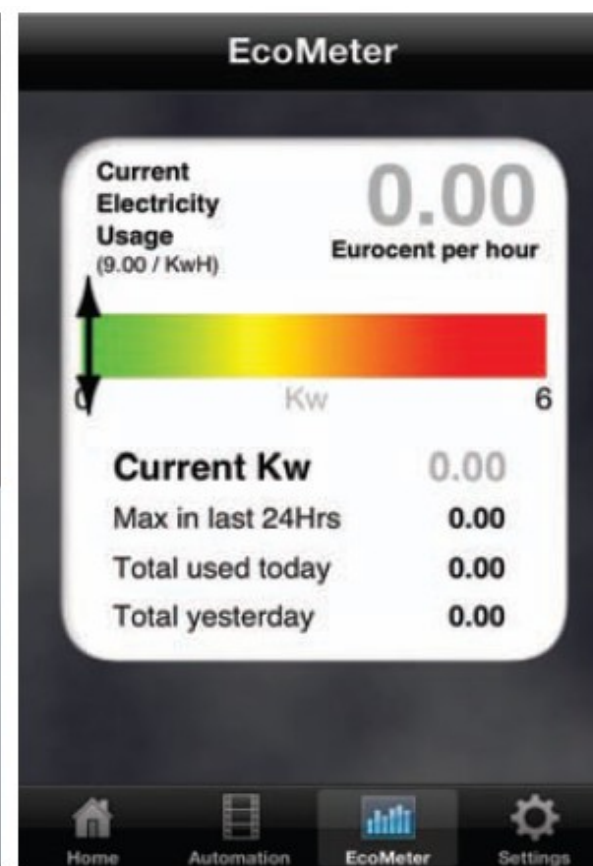 EcoMeter
Current
Electricity
Usage
(9.00 / KwH)
0.00
Eurocent per hour
0
Kw
6
Current Kw 0.00
Max in last 24Hrs 0.00
Total used today 0.00
Total yesterday 0.00
Home Automation EcoMeter Settings